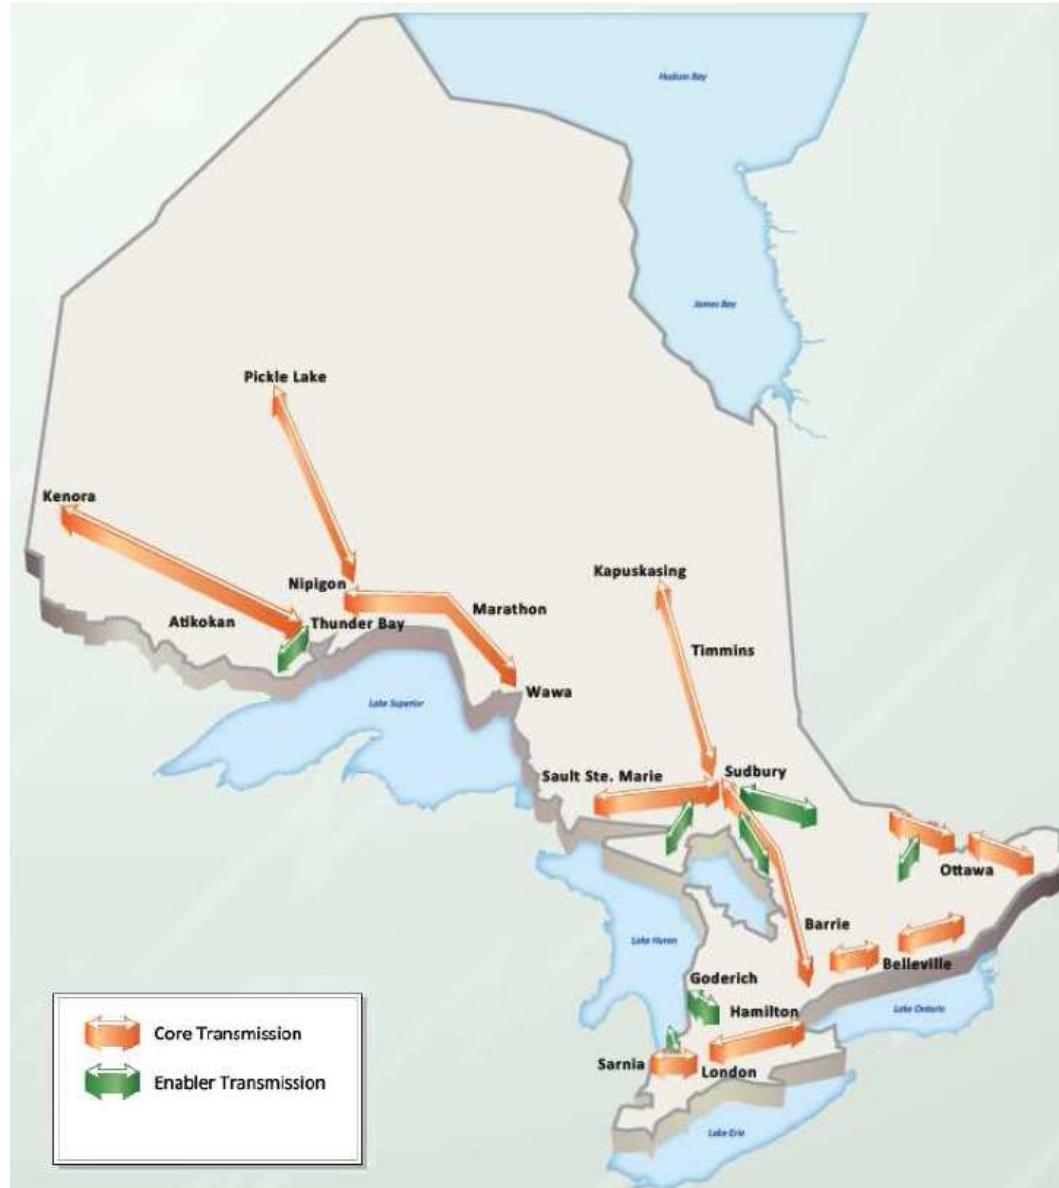 Hudson Bay
James Bay
Pickle Lake
Kenora
Nipigon
Kapuskasing
Marathon
Atikokan
Thunder Bay
Timmins
Wawa
Lake Superior
Sault Ste. Marie
Sudbury
Ottawa
Barrie
Lake Huron
Belleville
Goderich
Hamilton
Lake Ontario
Sarnia
London
Lake Erie
Core Transmission
Enabler Transmission